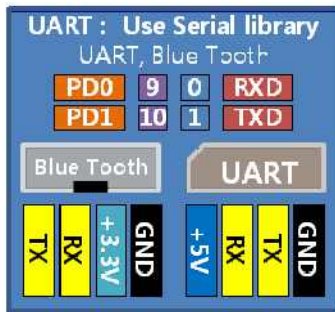 UART : Use Serial library
UART, Blue Tooth
PD0 9 0 RXD
PD1 10 1 TXD
Blue Tooth UART
TX RX +3.3V GND +5V RX TX GND